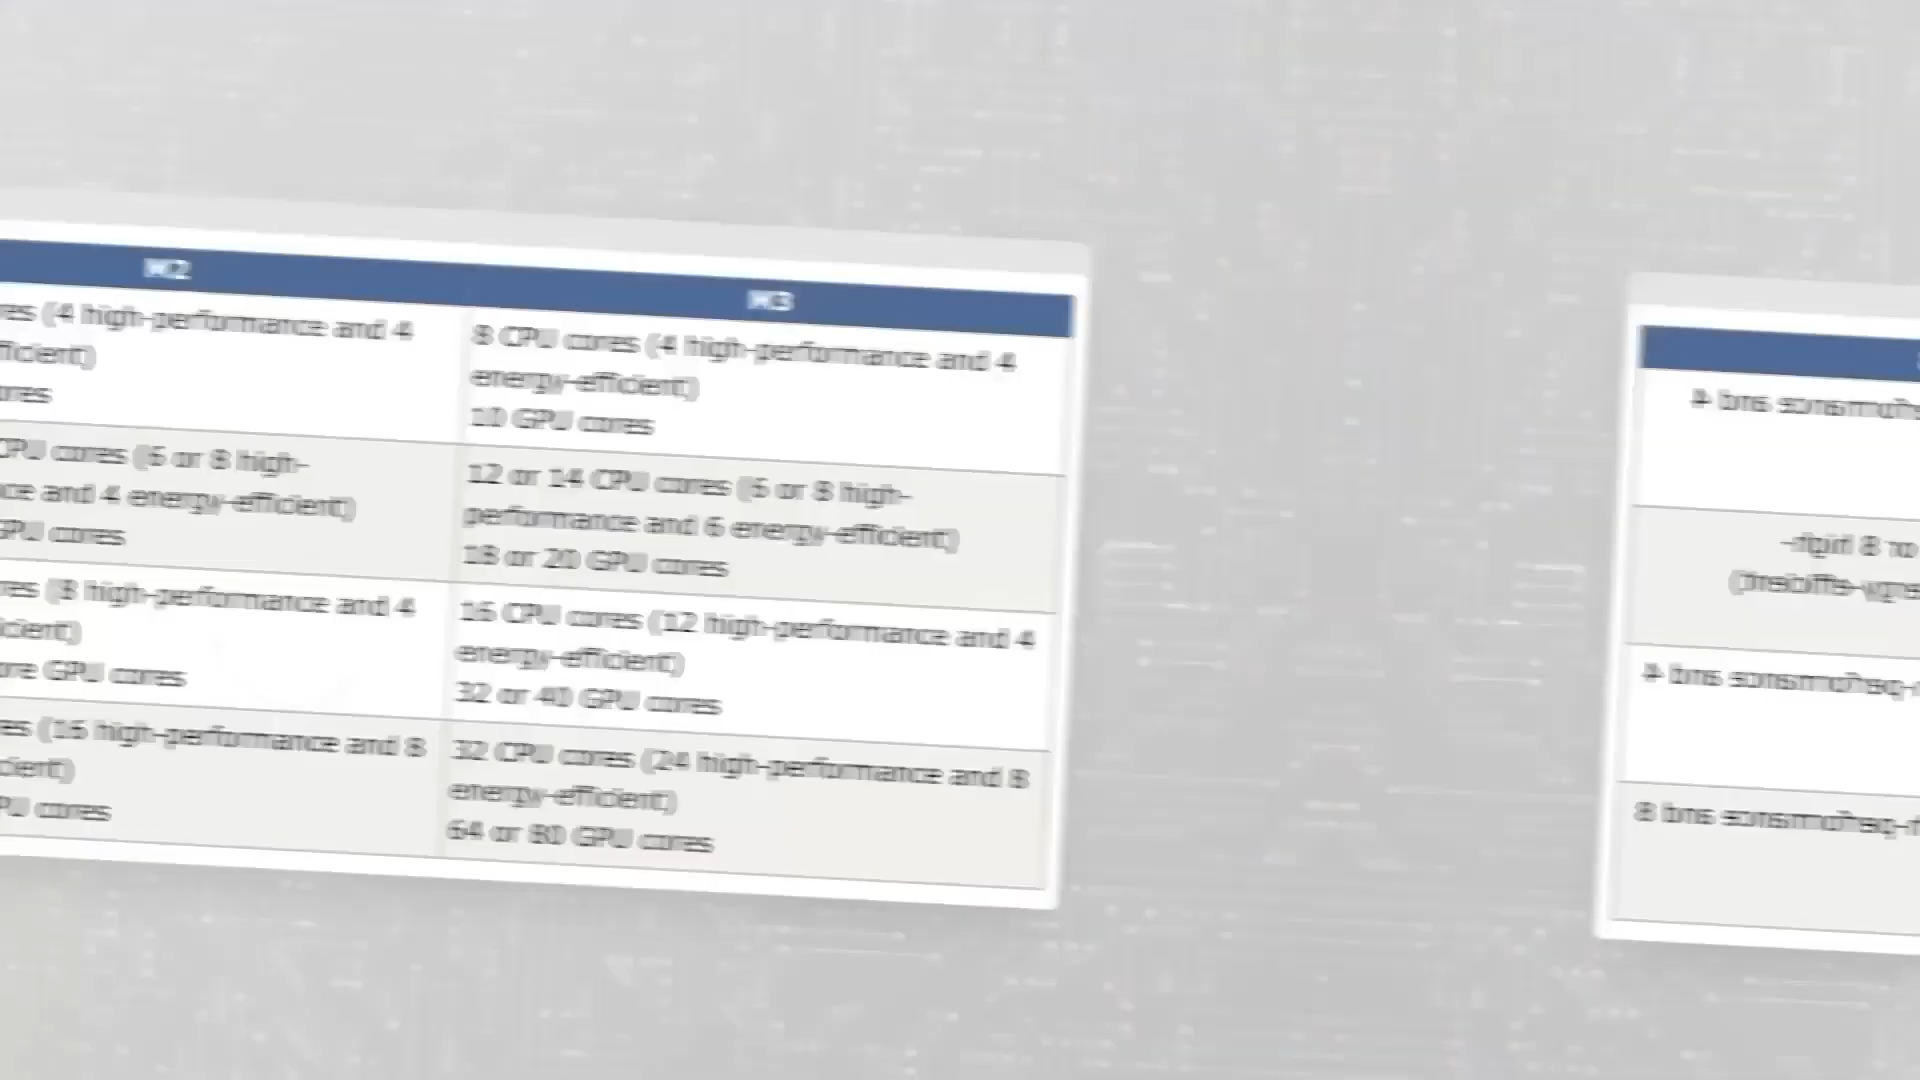 M2
M3
res (4 high-performance and 4
fficient)
ores
8 CPU cores (4 high-performance and 4
energy-efficient)
10 GPU cores
CPU cores (6 or 8 high-
ce and 4 energy-efficient)
GPU cores
12 or 14 CPU cores (6 or 8 high-
performance and 6 energy-efficient)
18 or 20 GPU cores
res (8 high-performance and 4
icient)
ore GPU cores
16 CPU cores (12 high-performance and 4
energy-efficient)
32 or 40 GPU cores
es (16 high-performance and 8
cient)
PU cores
32 CPU cores (24 high-performance and 8
energy-efficient)
64 or 80 GPU cores